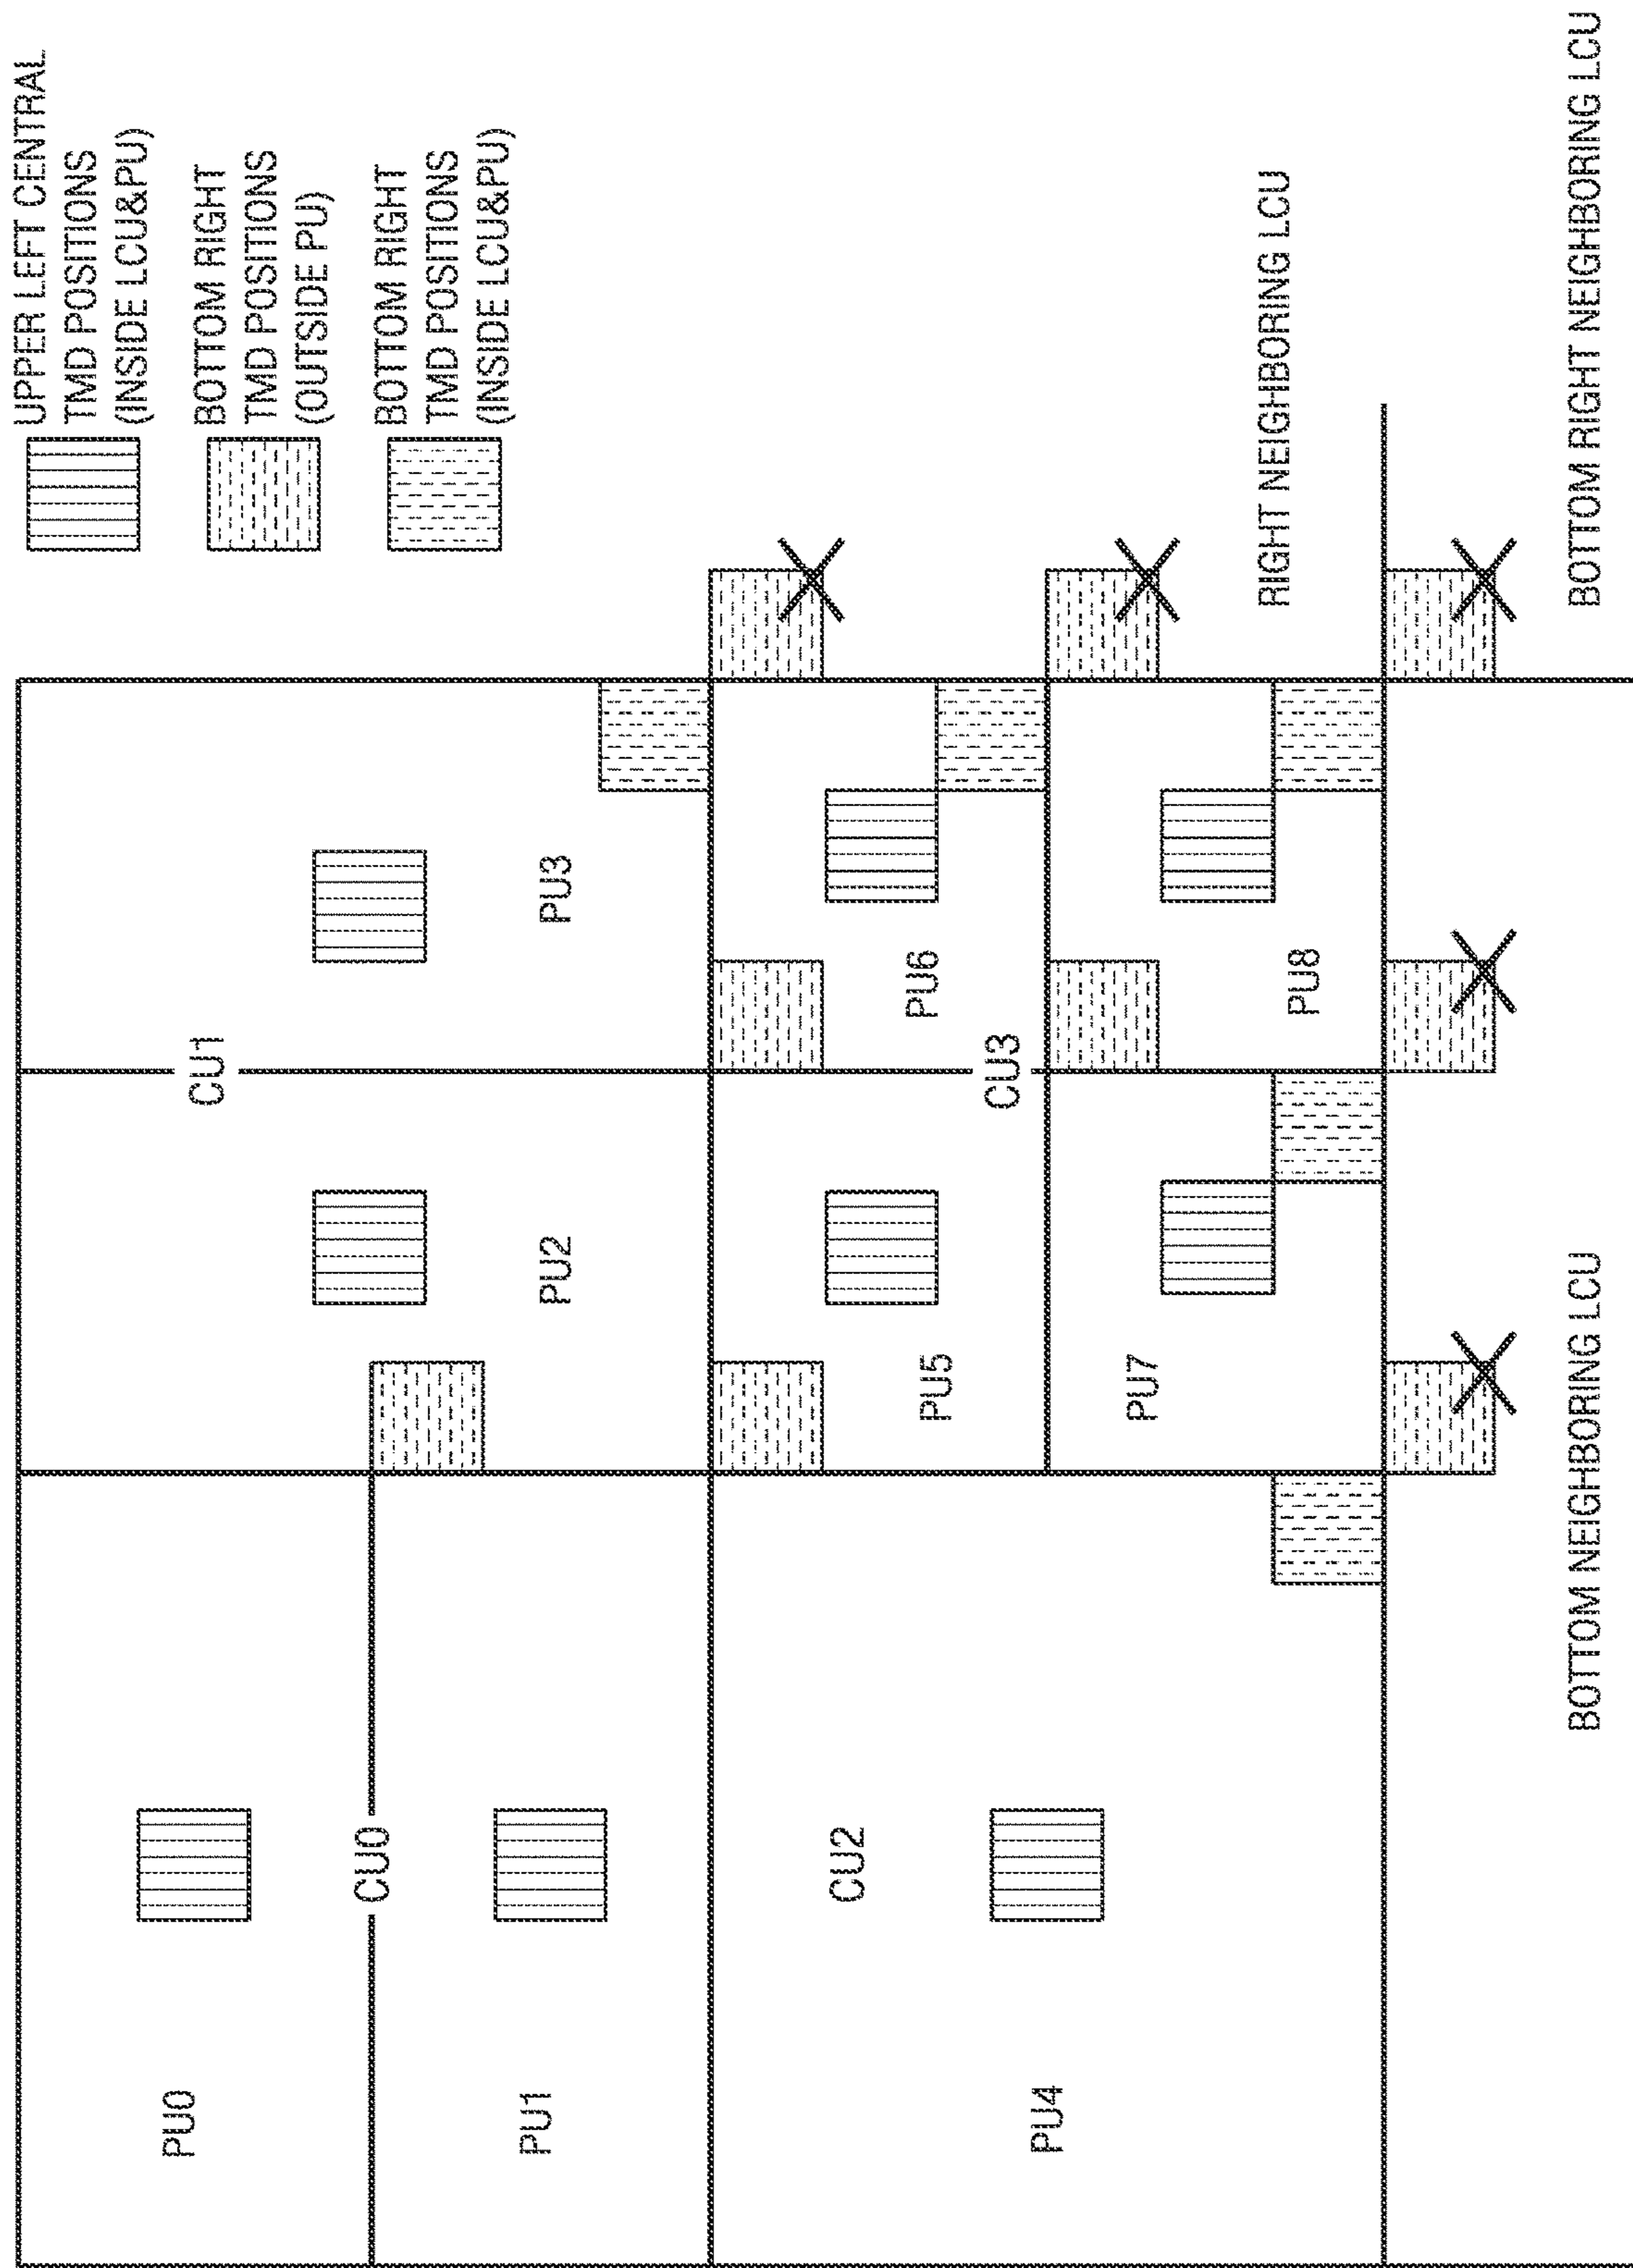 UPPER LEFT CENTRAL
TMD POSITIONS
(INSIDE LCU&PU)
BOTTOM RIGHT
TMD POSITIONS
(OUTSIDE PU)
BOTTOM RIGHT
TMD POSITIONS
(INSIDE LCU&PU)
PU0
CU0
PU1
CU1
PU2
PU3
CU2
PU4
PU5
PU6
CU3
PU7
PU8
RIGHT NEIGHBORING LCU
BOTTOM NEIGHBORING LCU
BOTTOM RIGHT NEIGHBORING LCU